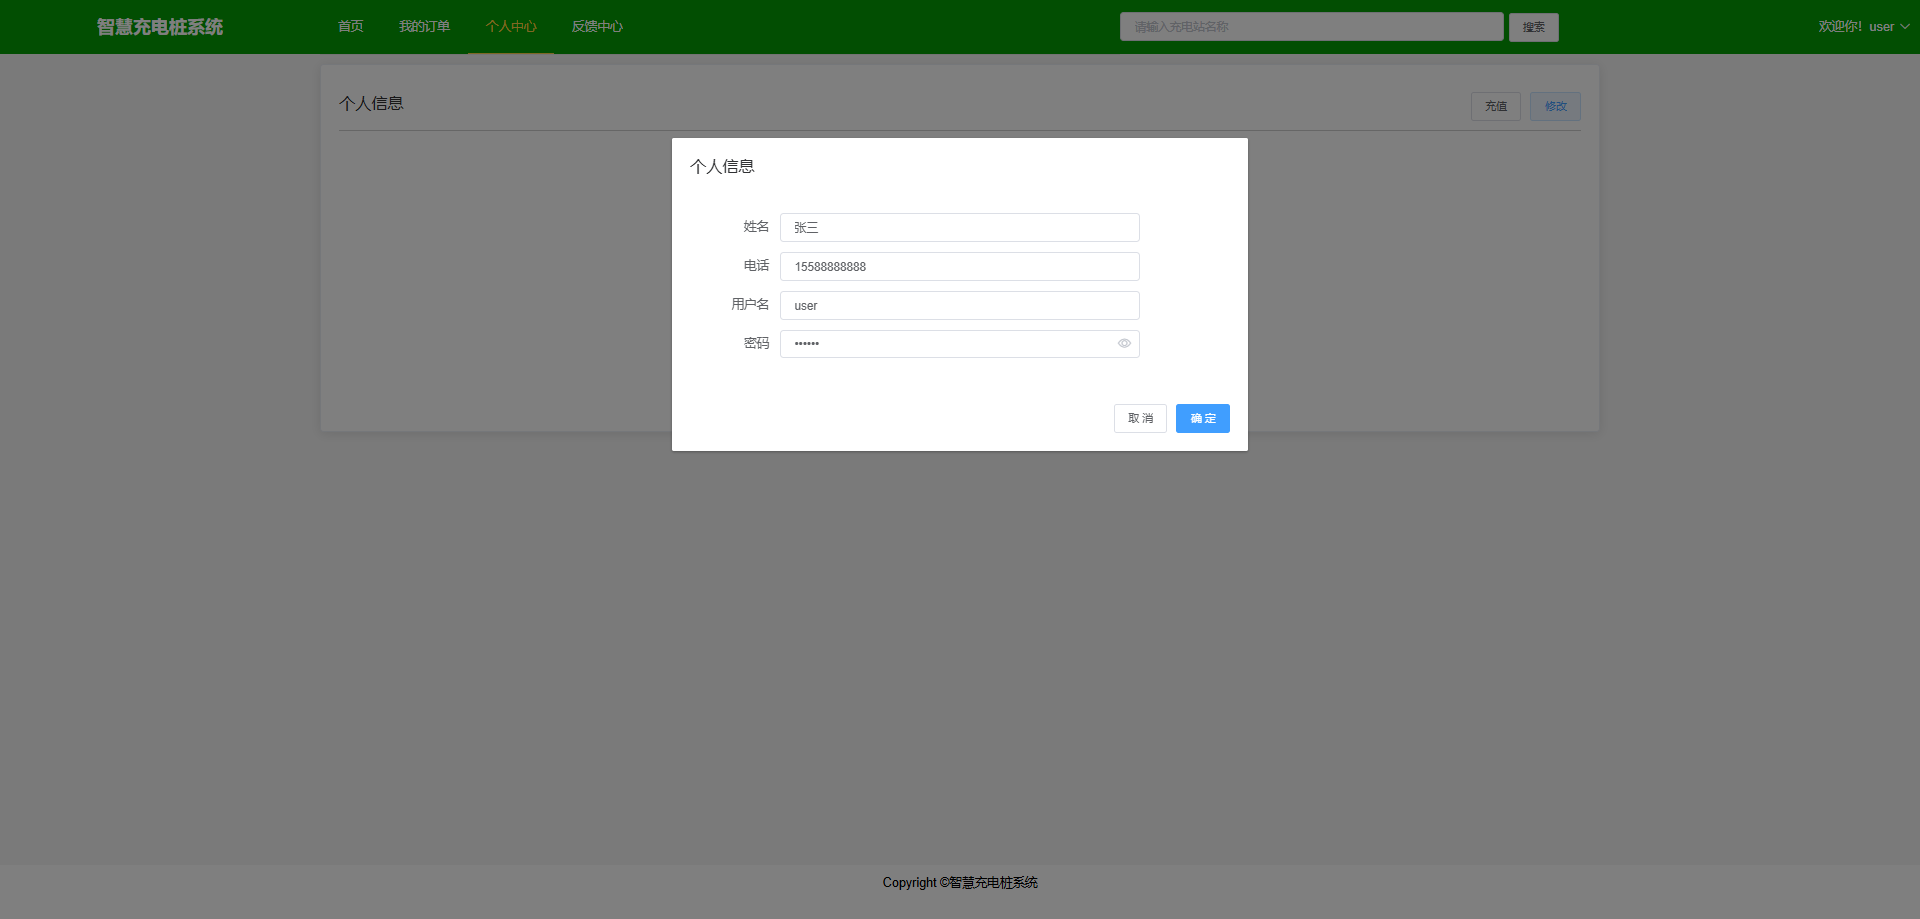 智慧充电桩系统 首页 我的订单 个人中心 反馈中心 请输入充电站名称 搜索 欢迎你！user
个人信息 充值 修改
个人信息
姓名 张三
电话 15588888888
用户名 user
密码 ••••••
取消 确定
Copyright ©智慧充电桩系统